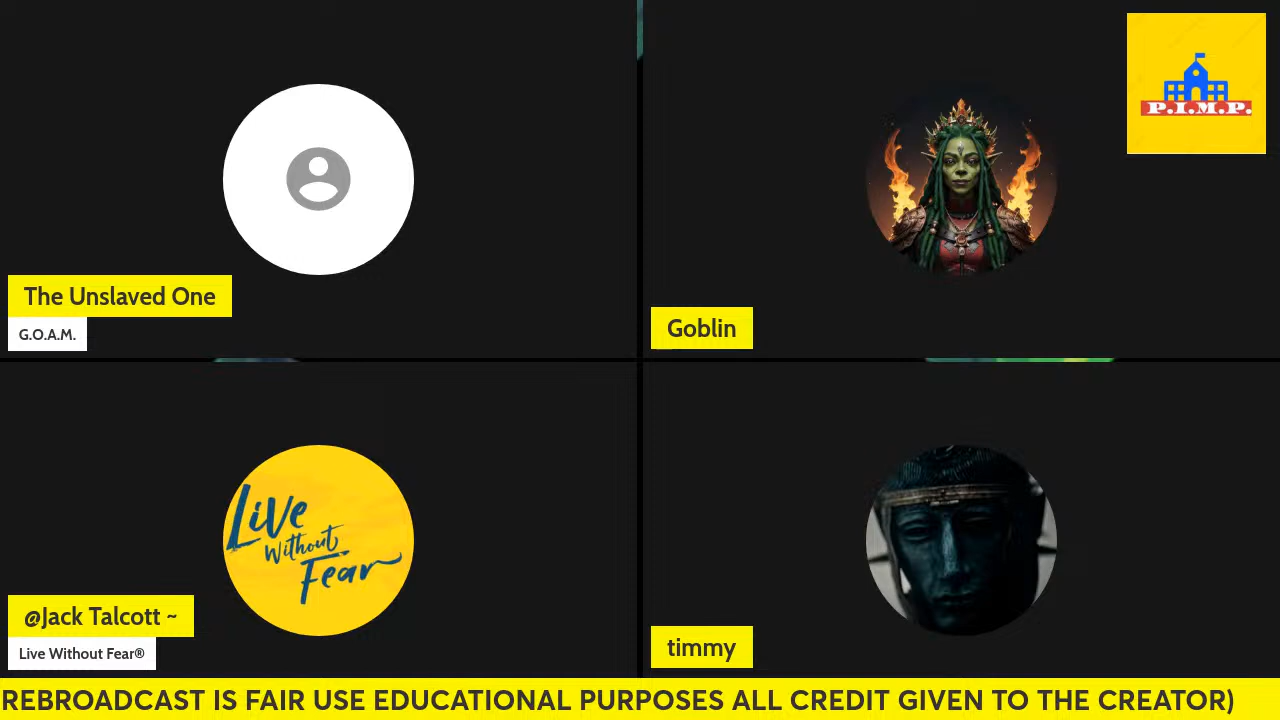 P.I.M.P.
The Unslaved One
G.O.A.M.
Goblin
Live
Without
Fear
@Jack Talcott ~
Live Without Fear®
timmy
REBROADCAST IS FAIR USE EDUCATIONAL PURPOSES ALL CREDIT GIVEN TO THE CREATOR)